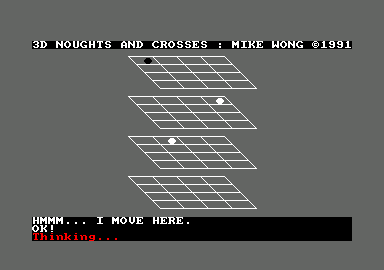 3D NOUGHTS AND CROSSES : MIKE WONG ©1991
HMMM... I MOVE HERE.
OK!
Thinking...